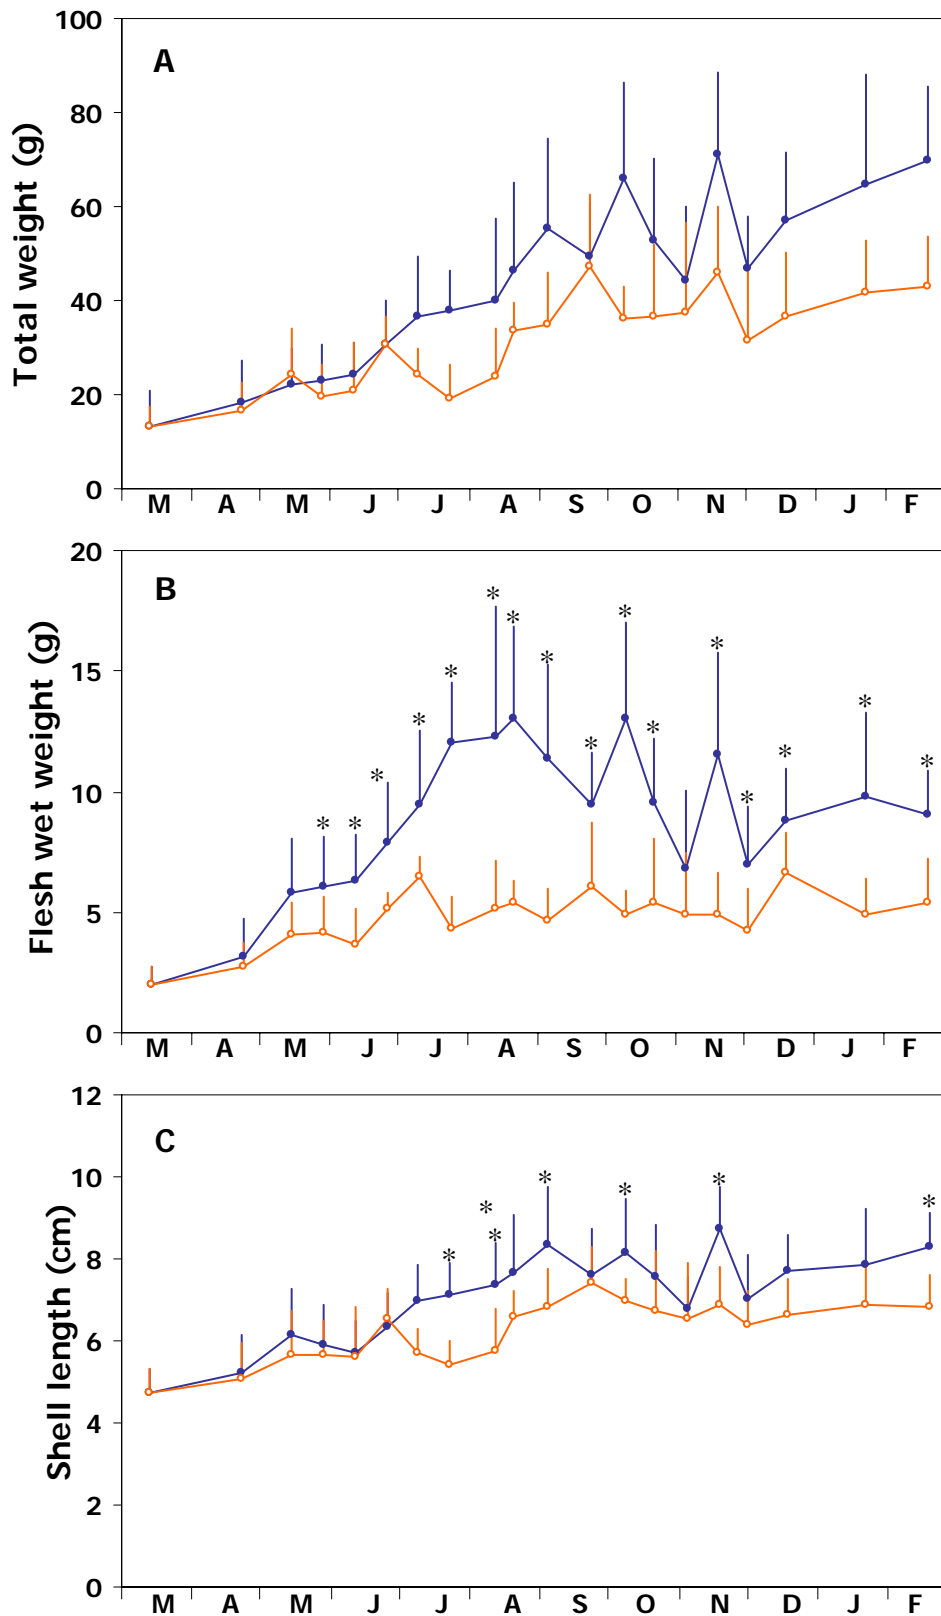 A
Total weight (g)
100
80
60
40
20
0
M A M J J A S O N D J F
B
Flesh wet weight (g)
20
15
10
5
0
* * * * * * * * * * * * * * * *
M A M J J A S O N D J F
C
Shell length (cm)
12
10
8
6
4
2
0
* * * * * * *
M A M J J A S O N D J F